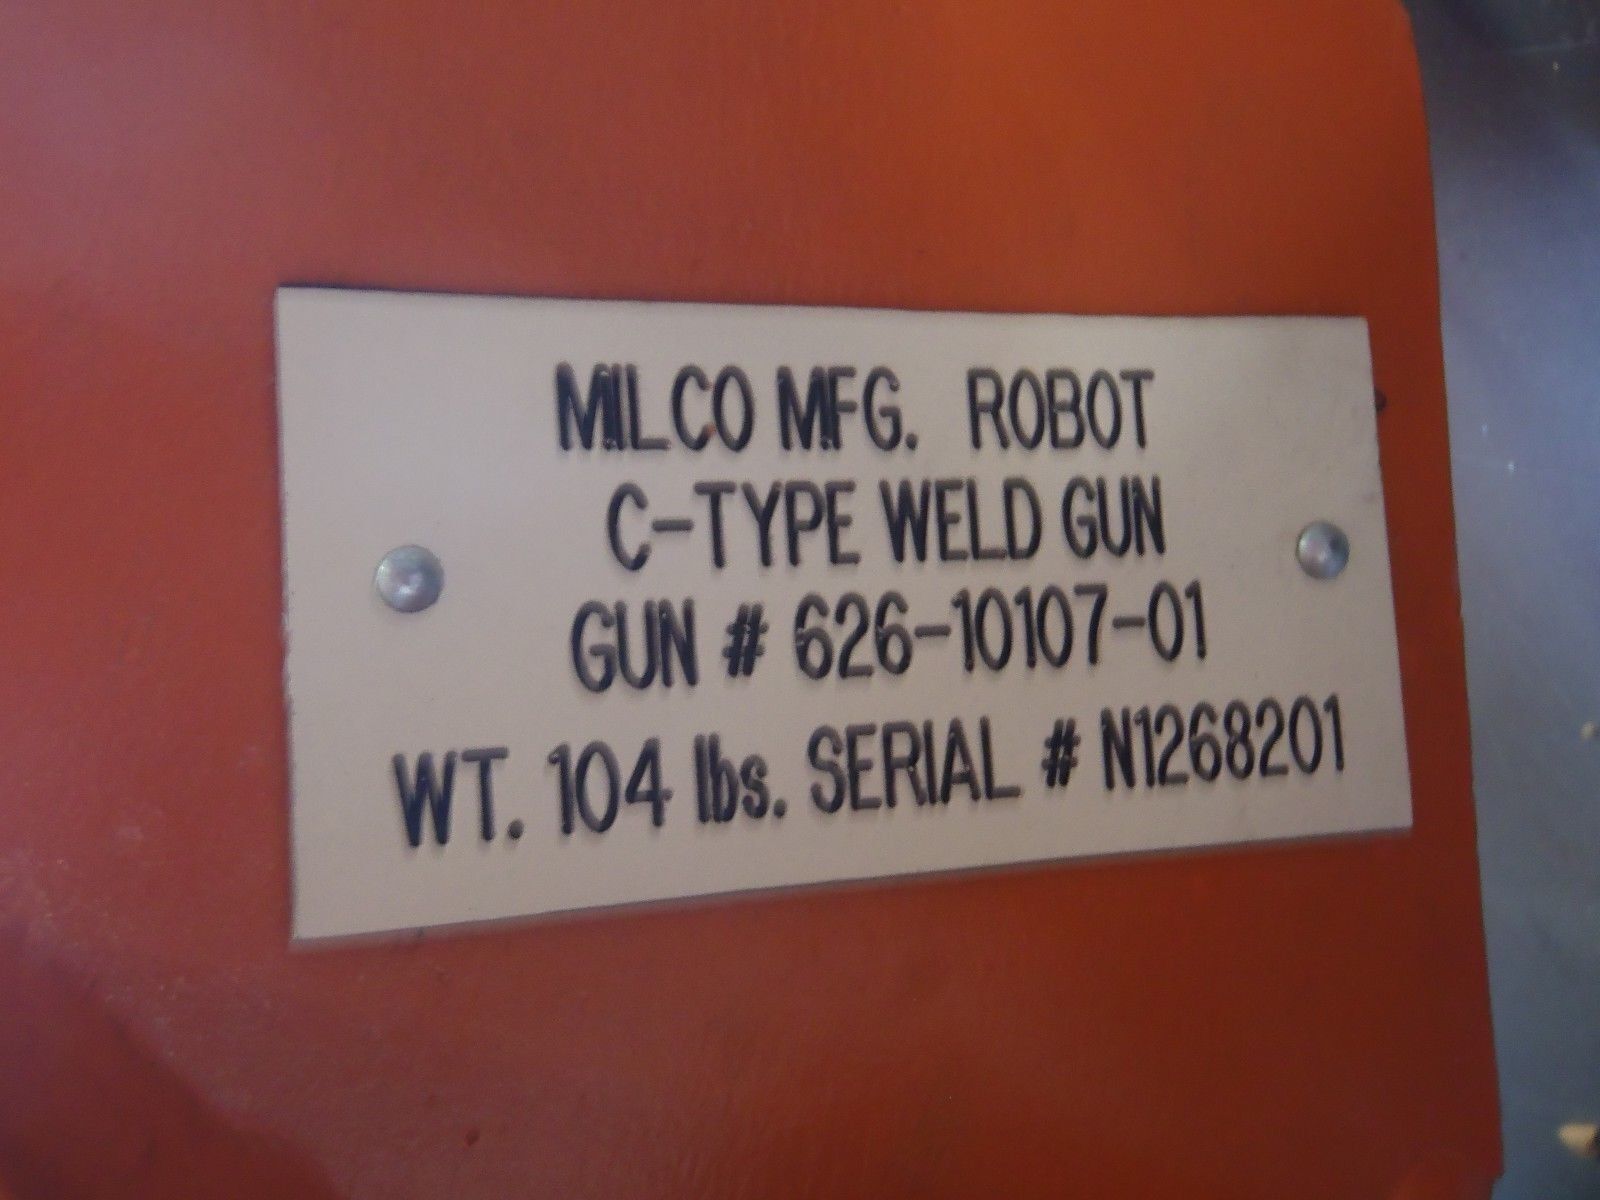 MILCO MFG. ROBOT
C-TYPE WELD GUN
GUN # 626-10107-01
WT. 104 lbs. SERIAL # N1268201